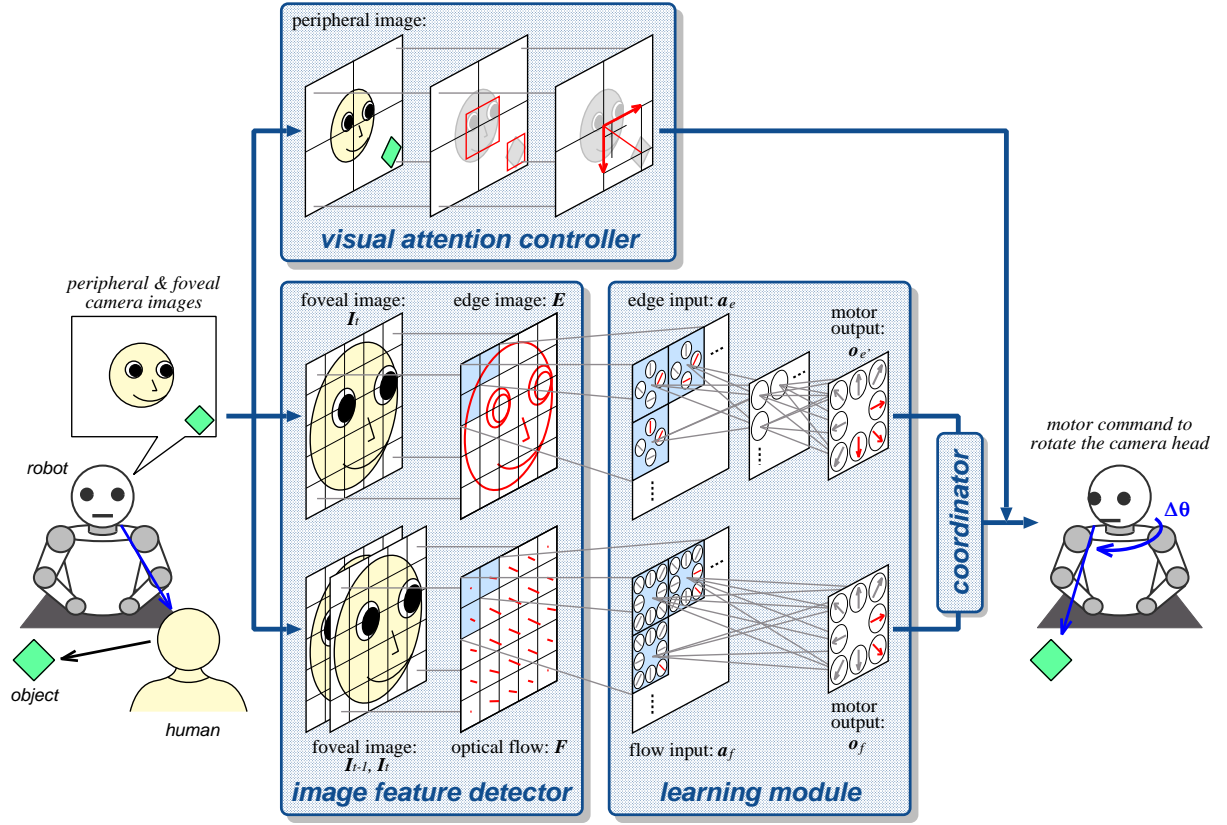 peripheral image:
visual attention controller
peripheral & foveal
camera images
robot
object
human
foveal image:
I_t
edge image: E
foveal image:
I_{t-1}, I_t
optical flow: F
image feature detector
edge input: a_e
motor
output:
o_{e'}
flow input: a_f
motor
output:
o_f
learning module
coordinator
motor command to
rotate the camera head
Δθ